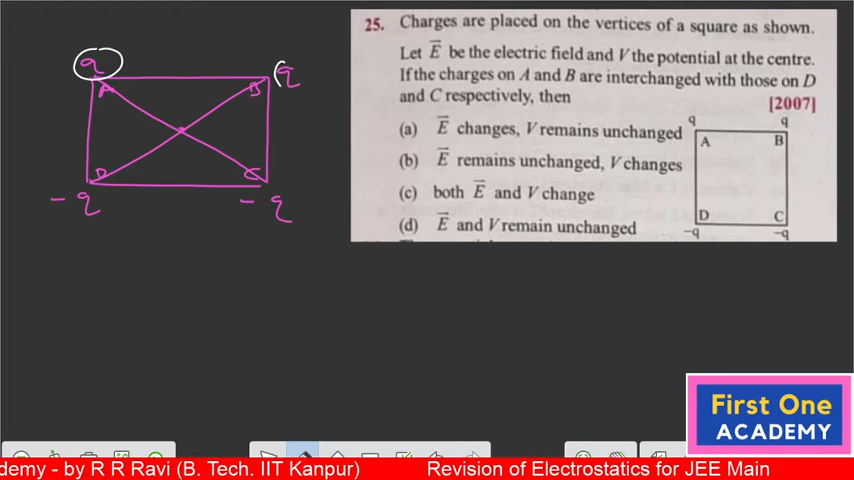 25. Charges are placed on the vertices of a square as shown.
Let E⃗ be the electric field and V the potential at the centre.
If the charges on A and B are interchanged with those on D
and C respectively, then
[2007]
(a) E⃗ changes, V remains unchanged
(b) E⃗ remains unchanged, V changes
(c) both E⃗ and V change
(d) E⃗ and V remain unchanged
q q
A B
D C
-q -q
q q
A B
D C
- q - q
First One
ACADEMY
ademy - by R R Ravi (B. Tech. IIT Kanpur) Revision of Electrostatics for JEE Main